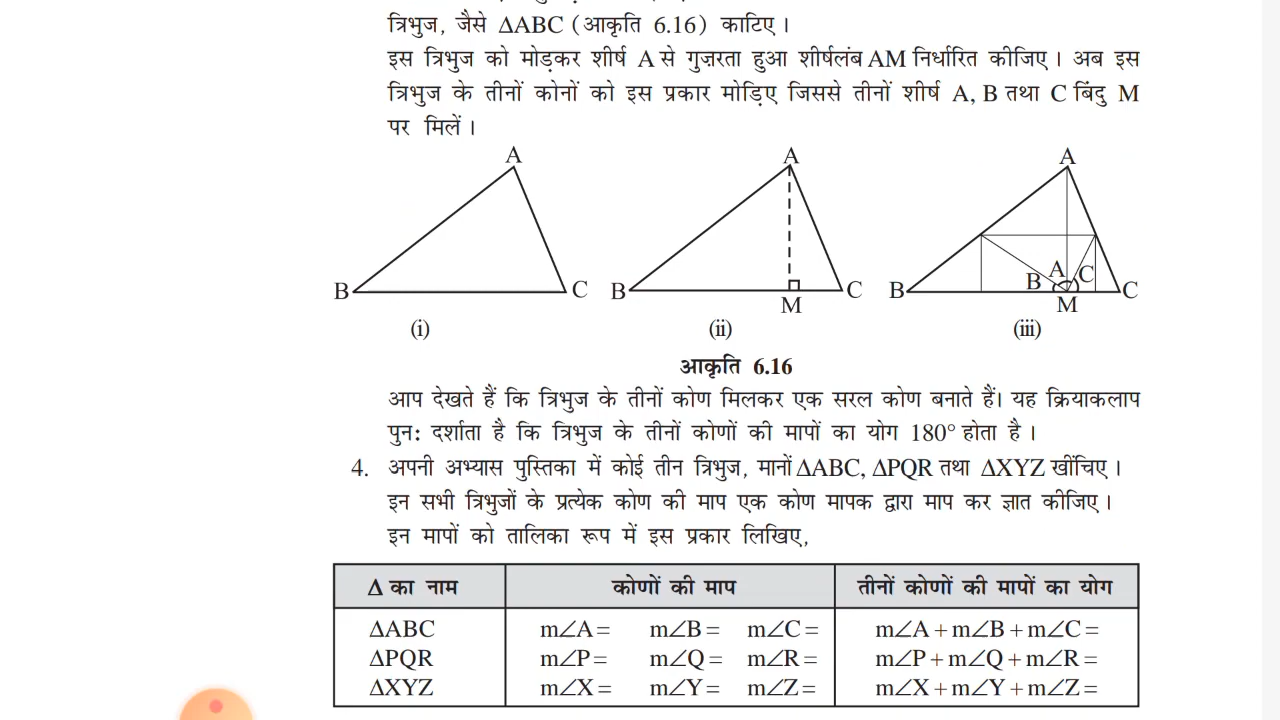 त्रिभुज, जैसे ΔABC (आकृति 6.16) काटिए।
इस त्रिभुज को मोड़कर शीर्ष A से गुजरता हुआ शीर्षलंब AM निर्धारित कीजिए। अब इस
त्रिभुज के तीनों कोनों को इस प्रकार मोड़िए जिससे तीनों शीर्ष A, B तथा C बिंदु M
पर मिलें।
A A A
B C B M C B B A C M C
(i) (ii) (iii)
आकृति 6.16
आप देखते हैं कि त्रिभुज के तीनों कोण मिलकर एक सरल कोण बनाते हैं। यह क्रियाकलाप
पुन: दर्शाता है कि त्रिभुज के तीनों कोणों की मापों का योग 180° होता है।
4. अपनी अभ्यास पुस्तिका में कोई तीन त्रिभुज, मानों ΔABC, ΔPQR तथा ΔXYZ खींचिए।
इन सभी त्रिभुजों के प्रत्येक कोण की माप एक कोण मापक द्वारा माप कर ज्ञात कीजिए।
इन मापों को तालिका रूप में इस प्रकार लिखिए,
Δ का नाम कोणों की माप तीनों कोणों की मापों का योग
ΔABC m∠A = m∠B = m∠C = m∠A + m∠B + m∠C =
ΔPQR m∠P = m∠Q = m∠R = m∠P + m∠Q + m∠R =
ΔXYZ m∠X = m∠Y = m∠Z = m∠X + m∠Y + m∠Z =